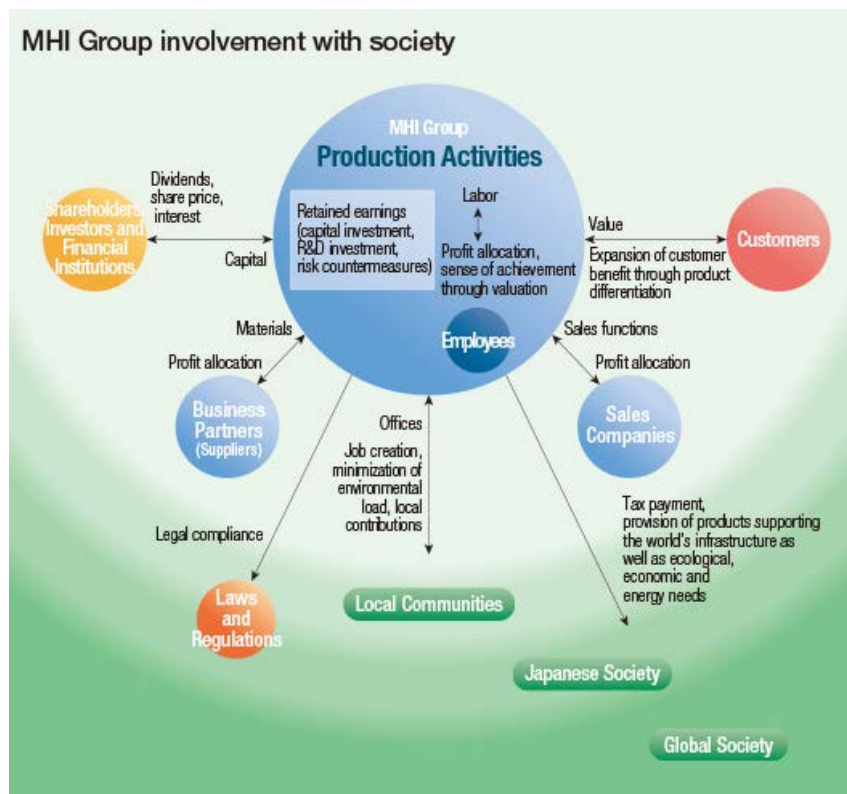 MHI Group involvement with society
MHI Group
Production Activities
Dividends,
share price,
interest
Shareholders,
Investors and
Financial
Institutions
Capital
Retained earnings
(capital investment,
R&D investment,
risk countermeasures)
Labor
Profit allocation,
sense of achievement
through valuation
Employees
Value
Expansion of customer
benefit through product
differentiation
Customers
Materials
Profit allocation
Business
Partners
(Suppliers)
Sales functions
Profit allocation
Sales
Companies
Offices
Job creation,
minimization of
environmental
load, local
contributions
Legal compliance
Laws
and
Regulations
Local Communities
Tax payment,
provision of products supporting
the world's infrastructure as
well as ecological,
economic and
energy needs
Japanese Society
Global Society